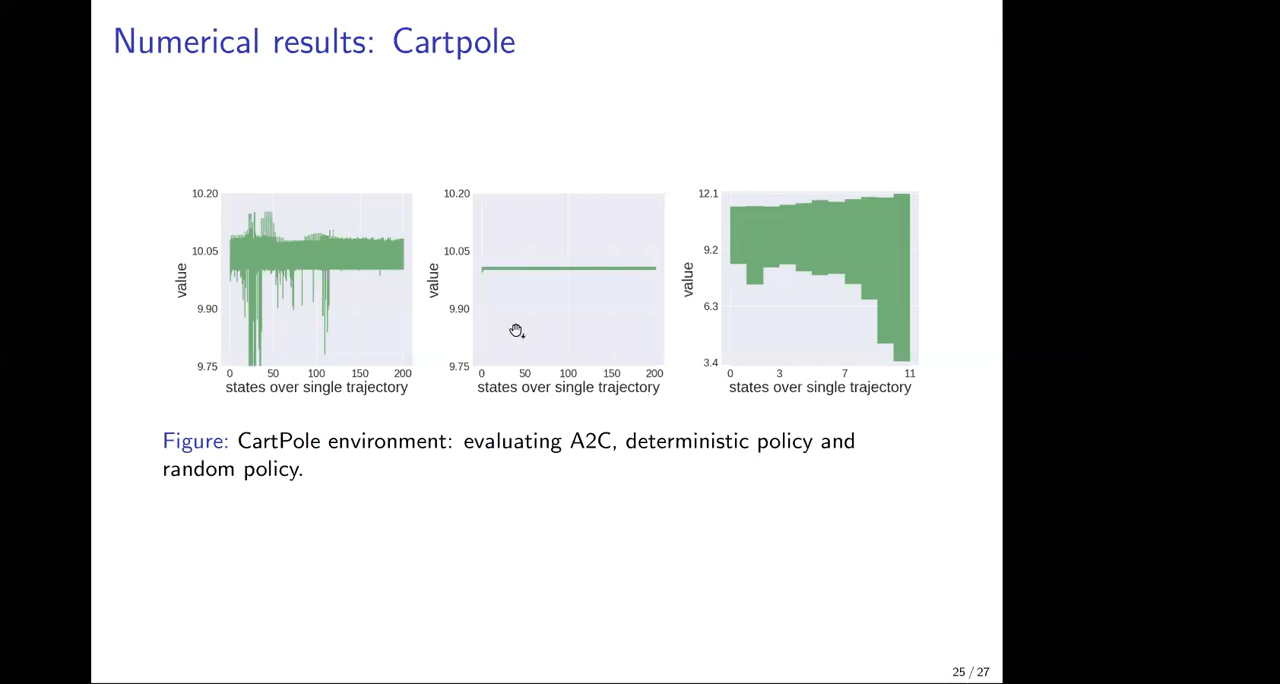 Numerical results: Cartpole
10.20
10.05
9.90
9.75
value
0 50 100 150 200
states over single trajectory
10.20
10.05
9.90
9.75
value
0 50 100 150 200
states over single trajectory
12.1
9.2
6.3
3.4
value
0 3 7 11
states over single trajectory
Figure: CartPole environment: evaluating A2C, deterministic policy and
random policy.
25 / 27